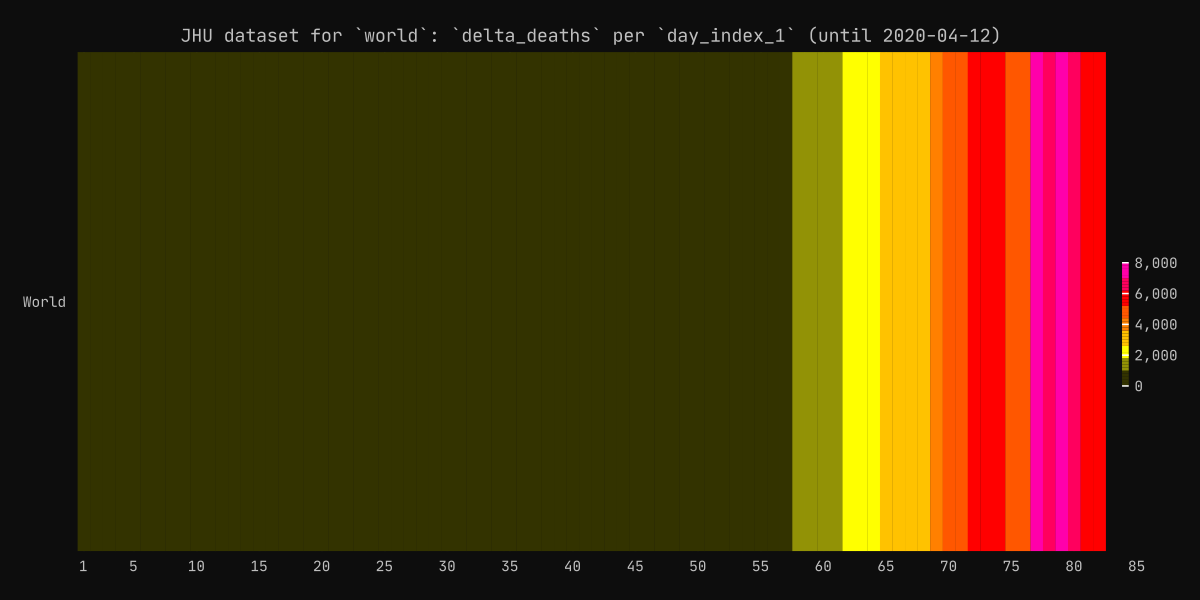 JHU dataset for `world`: `delta_deaths` per `day_index_1` (until 2020-04-12)
World
8,000
6,000
4,000
2,000
0
1 5 10 15 20 25 30 35 40 45 50 55 60 65 70 75 80 85